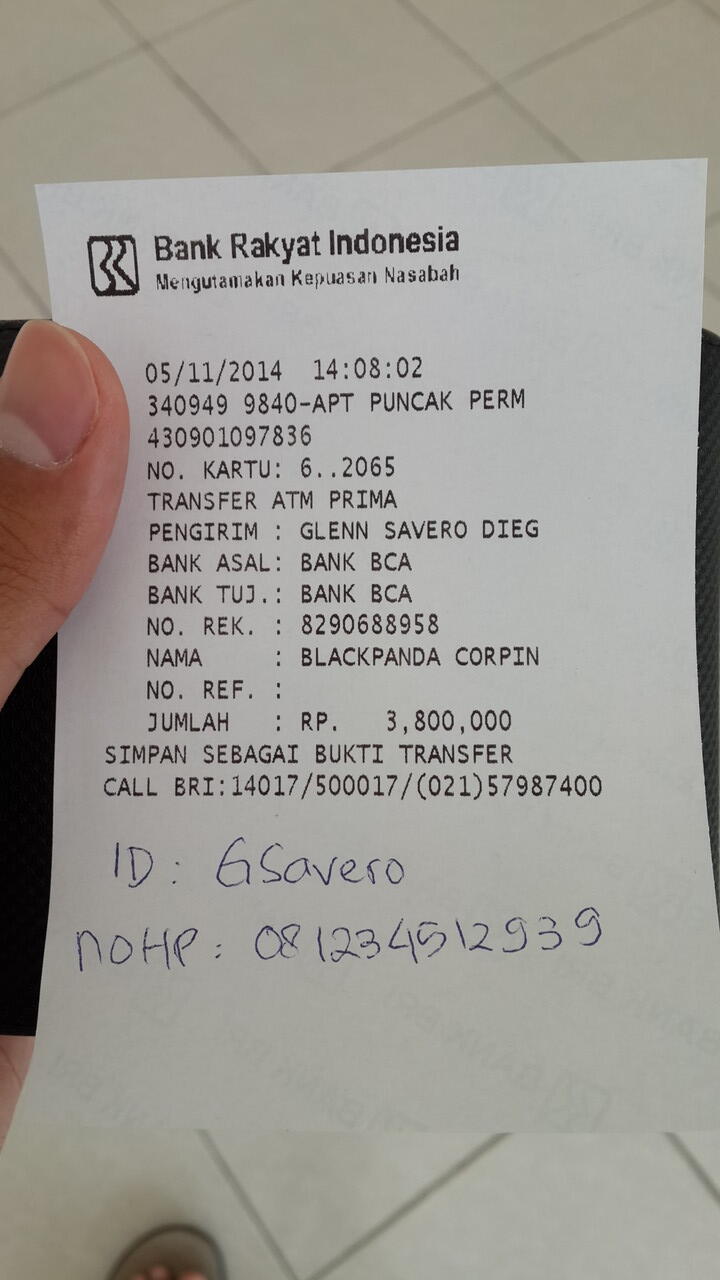 Bank Rakyat Indonesia
Mengutamakan Kepuasan Nasabah
05/11/2014 14:08:02
340949 9840-APT PUNCAK PERM
430901097836
NO. KARTU: 6..2065
TRANSFER ATM PRIMA
PENGIRIM : GLENN SAVERO DIEG
BANK ASAL: BANK BCA
BANK TUJ.: BANK BCA
NO. REK. : 8290688958
NAMA : BLACKPANDA CORPIN
NO. REF. :
JUMLAH : RP. 3,800,000
SIMPAN SEBAGAI BUKTI TRANSFER
CALL BRI:14017/500017/(021)57987400
ID : GSavero
NOHP : 081234512939